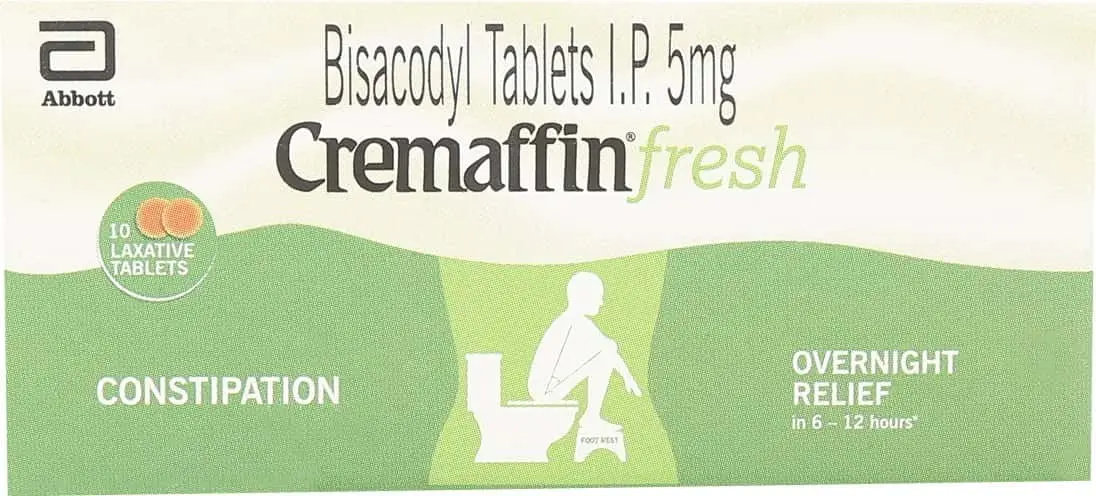 Abbott
Bisacodyl Tablets I.P. 5mg
Cremaffin®fresh
10
LAXATIVE
TABLETS
CONSTIPATION
FOOT REST
OVERNIGHT
RELIEF
in 6 – 12 hours*